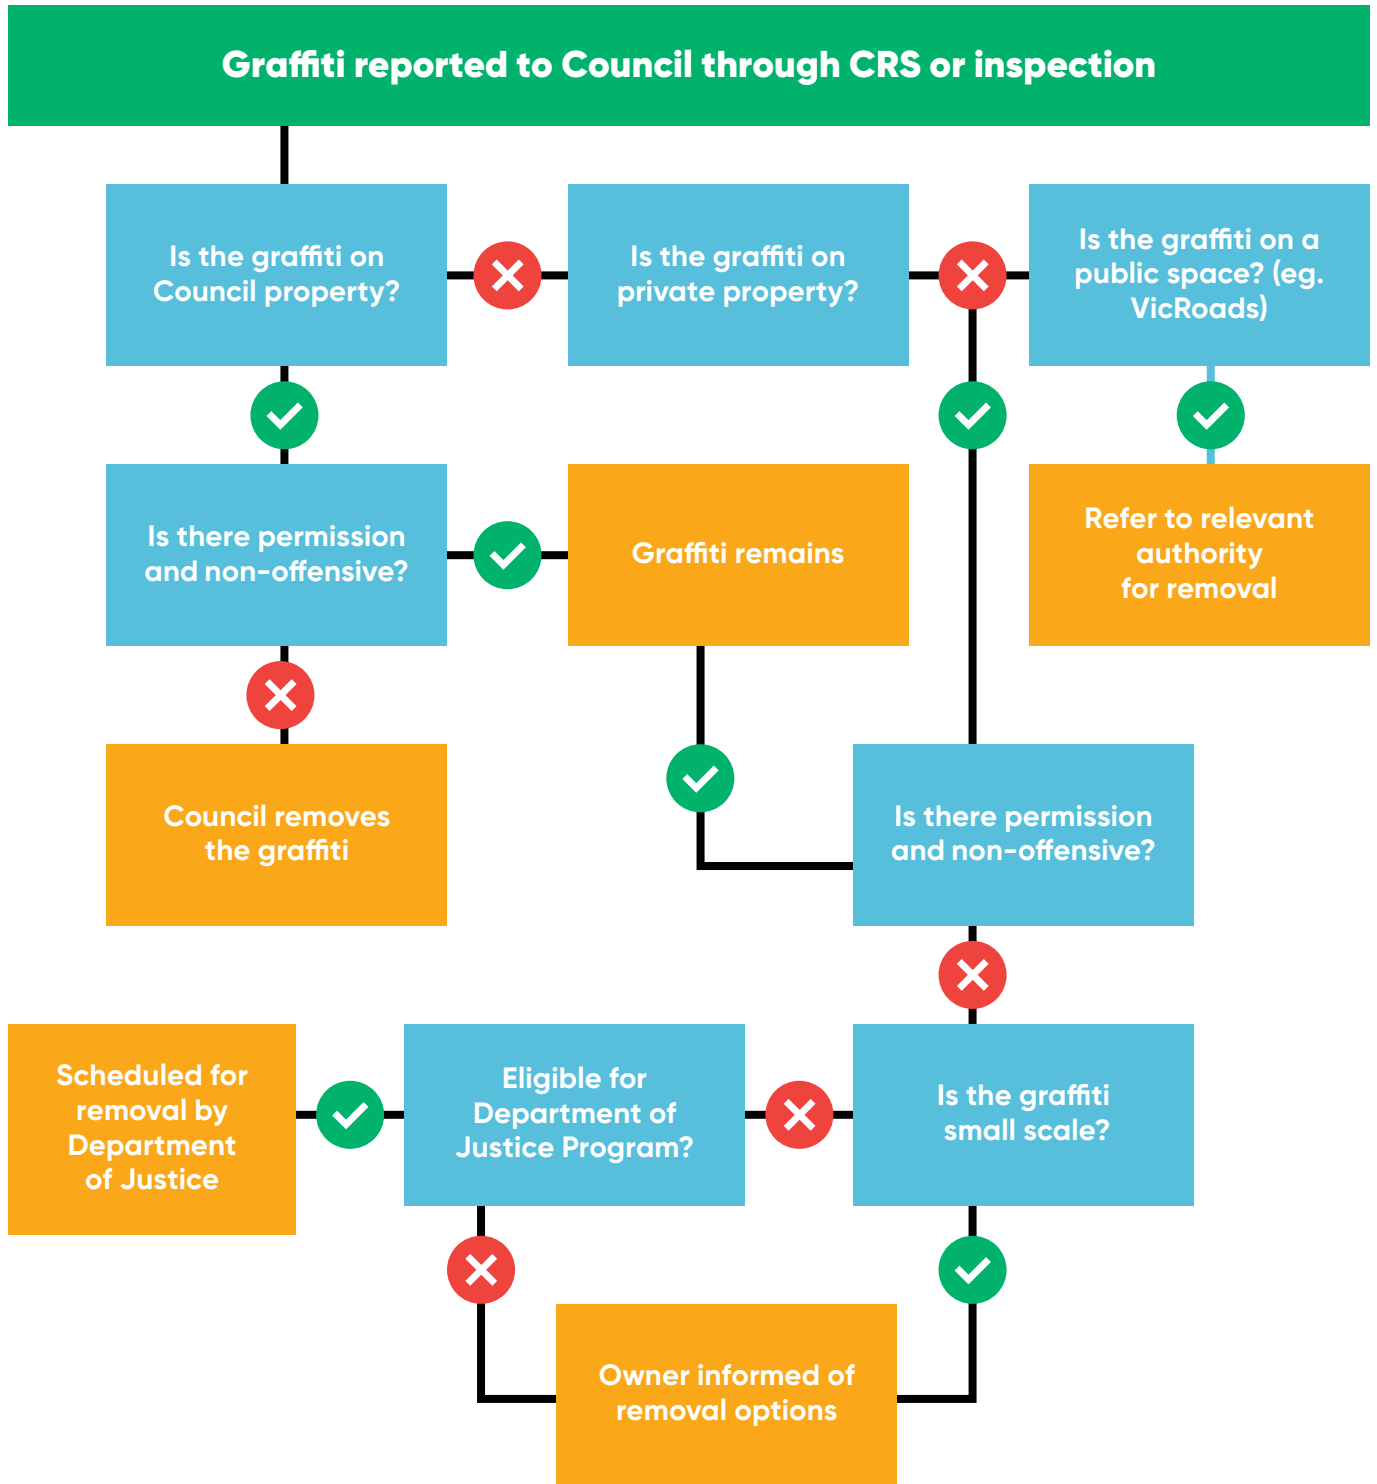 Graffiti reported to Council through CRS or inspection
Is the graffiti on
Council property?
Is the graffiti on
private property?
Is the graffiti on a
public space? (eg.
VicRoads)
Is there permission
and non-offensive?
Graffiti remains
Refer to relevant
authority
for removal
Council removes
the graffiti
Is there permission
and non-offensive?
Scheduled for
removal by
Department
of Justice
Eligible for
Department of
Justice Program?
Is the graffiti
small scale?
Owner informed of
removal options